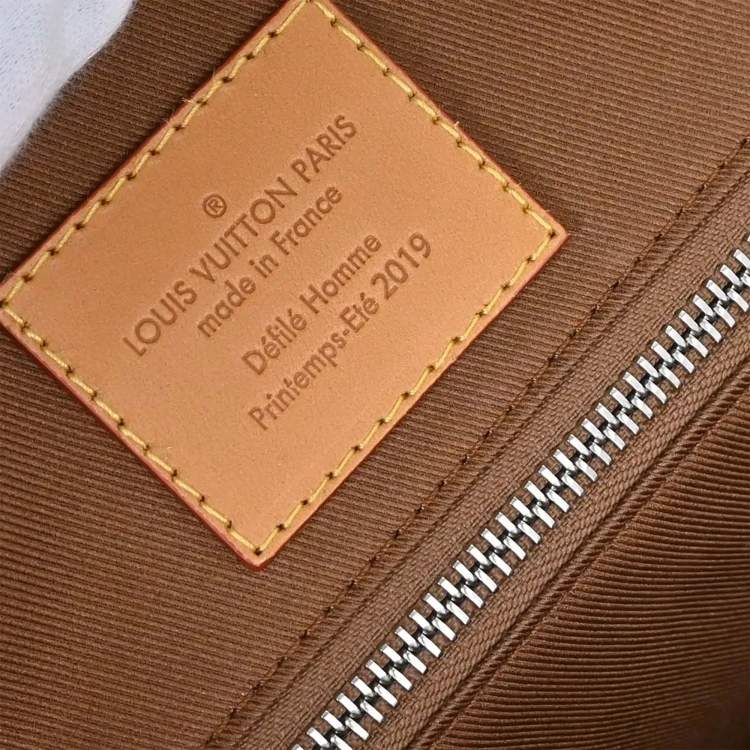 ®
LOUIS VUITTON PARIS
made in France
Défilé Homme
Printemps-Eté 2019